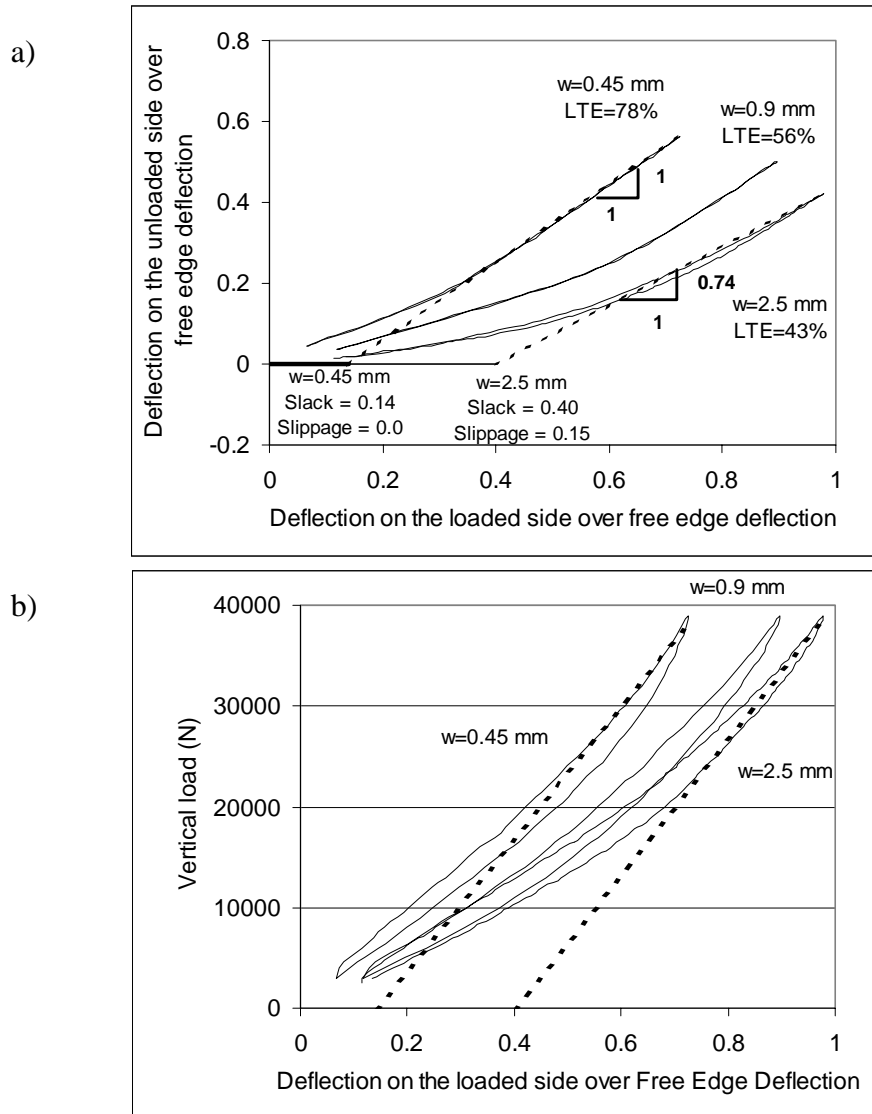 a)
Deflection on the unloaded side over
free edge deflection
0.8
0.6
0.4
0.2
0
-0.2
0
0.2
0.4
0.6
0.8
1
w=0.45 mm
LTE=78%
w=0.9 mm
LTE=56%
1
1
0.74
1
w=2.5 mm
LTE=43%
w=0.45 mm
Slack = 0.14
Slippage = 0.0
w=2.5 mm
Slack = 0.40
Slippage = 0.15
Deflection on the loaded side over free edge deflection
b)
Vertical load (N)
40000
30000
20000
10000
0
0
0.2
0.4
0.6
0.8
1
w=0.9 mm
w=0.45 mm
w=2.5 mm
Deflection on the loaded side over Free Edge Deflection